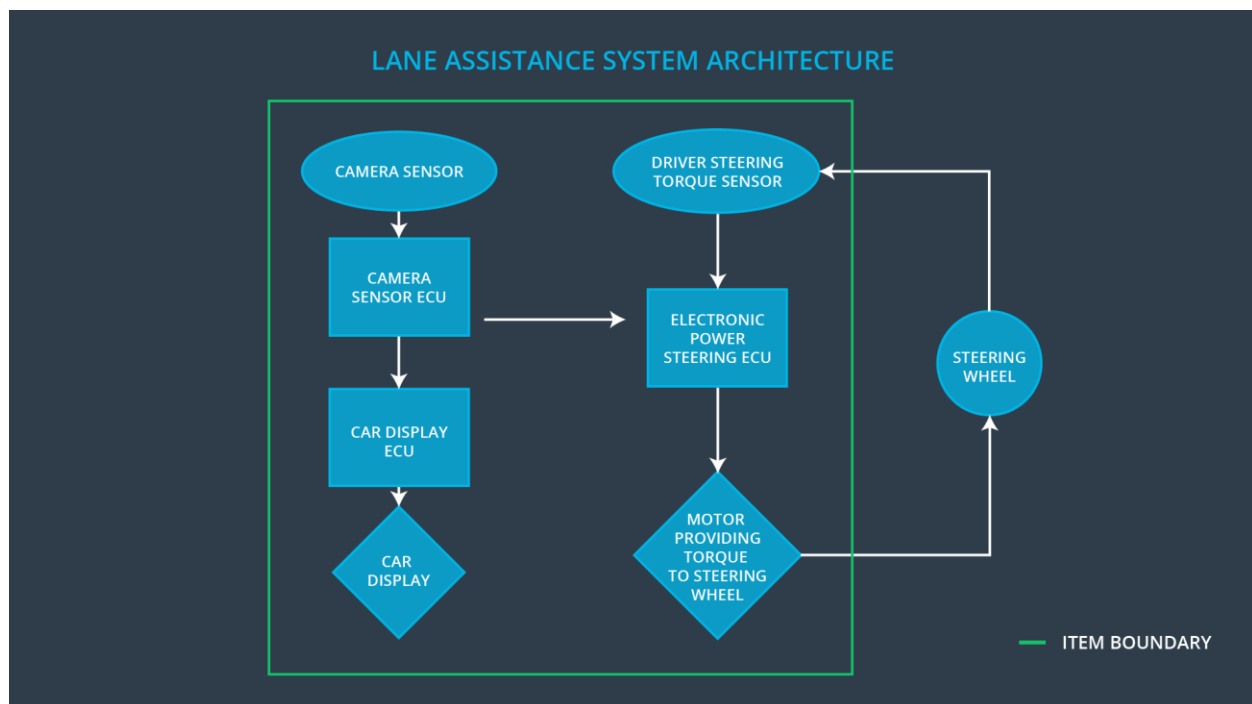 LANE ASSISTANCE SYSTEM ARCHITECTURE
CAMERA SENSOR
CAMERA
SENSOR ECU
CAR DISPLAY
ECU
CAR
DISPLAY
DRIVER STEERING
TORQUE SENSOR
ELECTRONIC
POWER
STEERING ECU
MOTOR
PROVIDING
TORQUE
TO STEERING
WHEEL
STEERING
WHEEL
ITEM BOUNDARY